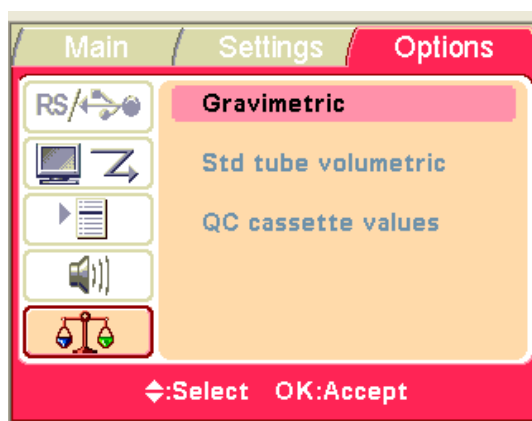 Main Settings Options
RS/
Gravimetric
Std tube volumetric
QC cassette values
:Select OK:Accept